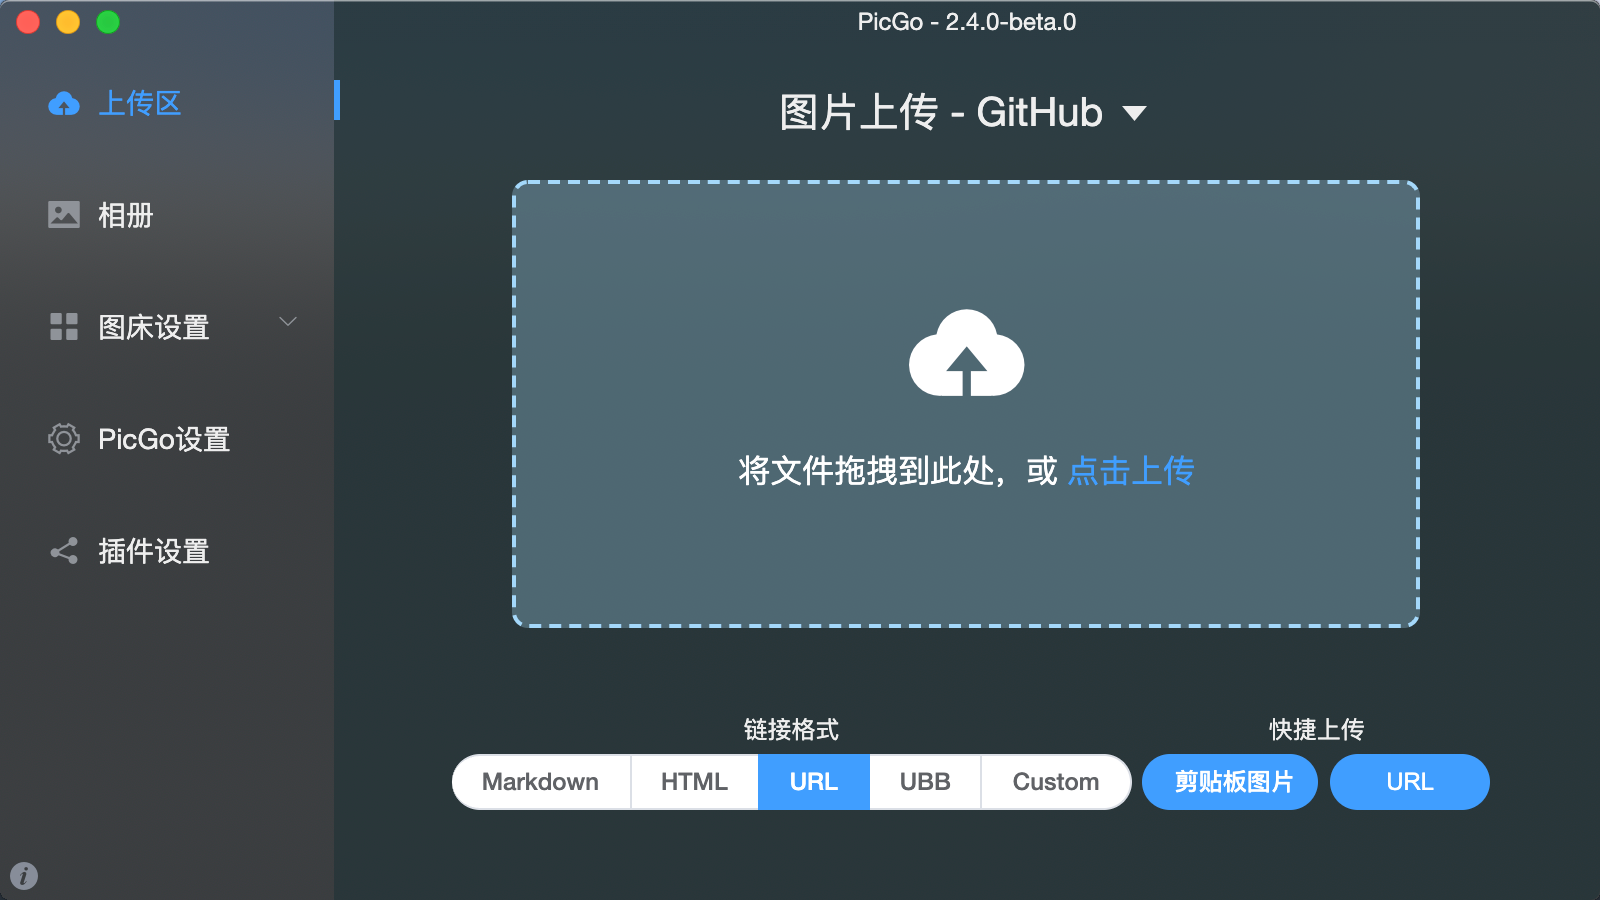 PicGo - 2.4.0-beta.0
上传区
相册
图床设置
PicGo设置
插件设置
图片上传 - GitHub
将文件拖拽到此处，或 点击上传
链接格式
Markdown HTML URL UBB Custom
快捷上传
剪贴板图片 URL